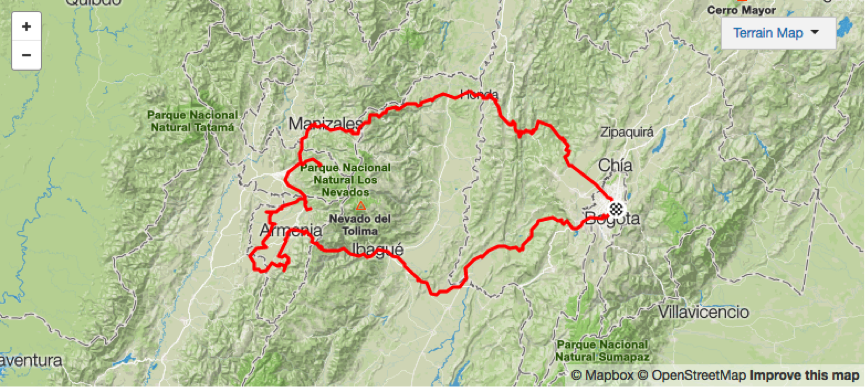 Quibdó
+
−
Cerro Mayor
Terrain Map
Honda
Parque Nacional
Natural Tatamá
Manizales
Zipaquirá
Chía
Parque Nacional
Natural Los
Nevados
Nevado del
Tolima
Bogota
Armenia
Ibagué
Villavicencio
Parque Nacional
Natural Sumapaz
aventura
© Mapbox © OpenStreetMap Improve this map